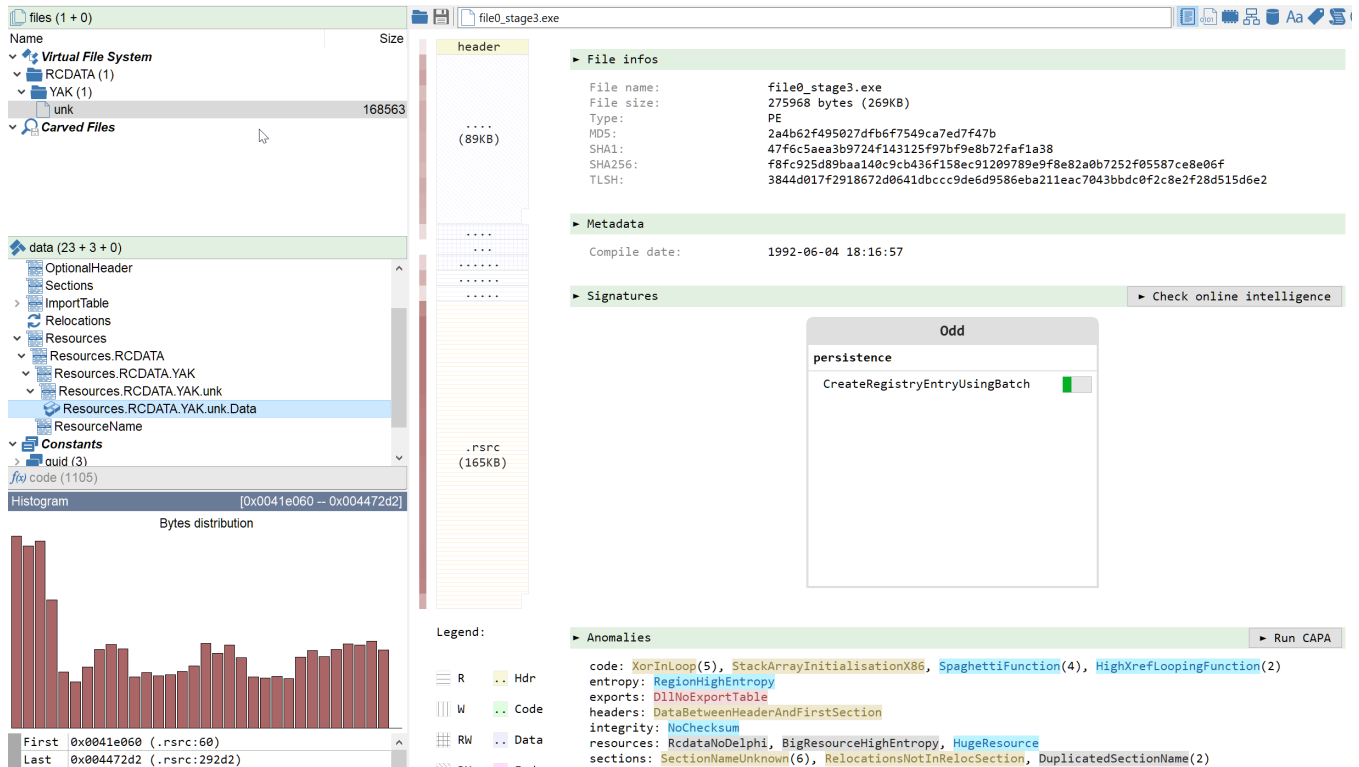 files (1 + 0)
Name Size
Virtual File System
RCDATA (1)
YAK (1)
unk 168563
Carved Files
data (23 + 3 + 0)
OptionalHeader
Sections
ImportTable
Relocations
Resources
Resources.RCDATA
Resources.RCDATA.YAK
Resources.RCDATA.YAK.unk
Resources.RCDATA.YAK.unk.Data
ResourceName
Constants
guid (3)
f(x) code (1105)
Histogram [0x0041e060 -- 0x004472d2]
Bytes distribution
First 0x0041e060 (.rsrc:60)
Last 0x004472d2 (.rsrc:292d2)
file0_stage3.exe
Aa
header
....
(89KB)
....
...
......
......
.....
.rsrc
(165KB)
Legend:
R .. Hdr
W .. Code
RW .. Data
► File infos
File name: file0_stage3.exe
File size: 275968 bytes (269KB)
Type: PE
MD5: 2a4b62f495027dfb6f7549ca7ed7f47b
SHA1: 47f6c5aea3b9724f143125f97bf9e8b72faf1a38
SHA256: f8fc925d89baa140c9cb436f158ec91209789e9f8e82a0b7252f05587ce8e06f
TLSH: 3844d017f2918672d0641dbccc9de6d9586eba211eac7043bbdc0f2c8e2f28d515d6e2
► Metadata
Compile date: 1992-06-04 18:16:57
► Signatures ► Check online intelligence
Odd
persistence
CreateRegistryEntryUsingBatch
► Anomalies ► Run CAPA
code: XorInLoop(5), StackArrayInitialisationX86, SpaghettiFunction(4), HighXrefLoopingFunction(2)
entropy: RegionHighEntropy
exports: DllNoExportTable
headers: DataBetweenHeaderAndFirstSection
integrity: NoChecksum
resources: RcdataNoDelphi, BigResourceHighEntropy, HugeResource
sections: SectionNameUnknown(6), RelocationsNotInRelocSection, DuplicatedSectionName(2)